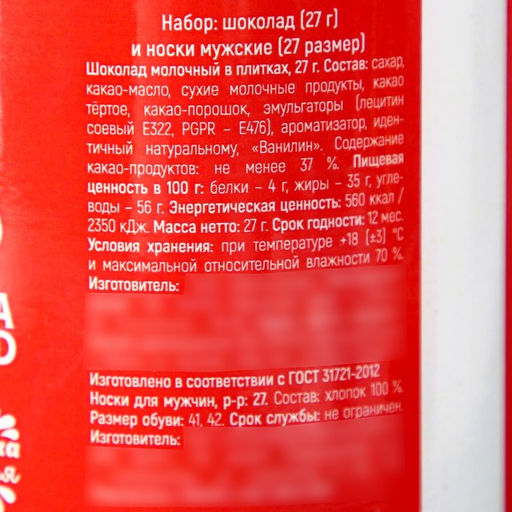 Набор: шоколад (27 г)
и носки мужские (27 размер)
Шоколад молочный в плитках, 27 г. Состав: сахар,
какао-масло, сухие молочные продукты, какао
тёртое, какао-порошок, эмульгаторы (лецитин
соевый Е322, PGPR – Е476), ароматизатор, иден-
тичный натуральному, «Ванилин». Содержание
какао-продуктов: не менее 37 %. Пищевая
ценность в 100 г: белки – 4 г, жиры – 35 г, угле-
воды – 56 г. Энергетическая ценность: 560 ккал /
2350 кДж. Масса нетто: 27 г. Срок годности: 12 мес.
Условия хранения: при температуре +18 (±3) °С
и максимальной относительной влажности 70 %.
Изготовитель:
Изготовлено в соответствии с ГОСТ 31721-2012
Носки для мужчин, р-р: 27. Состав: хлопок 100 %.
Размер обуви: 41, 42. Срок службы: не ограничен.
Изготовитель: